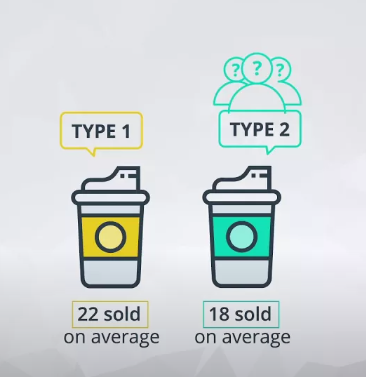 ? ? ?
TYPE 1
TYPE 2
22 sold
on average
18 sold
on average